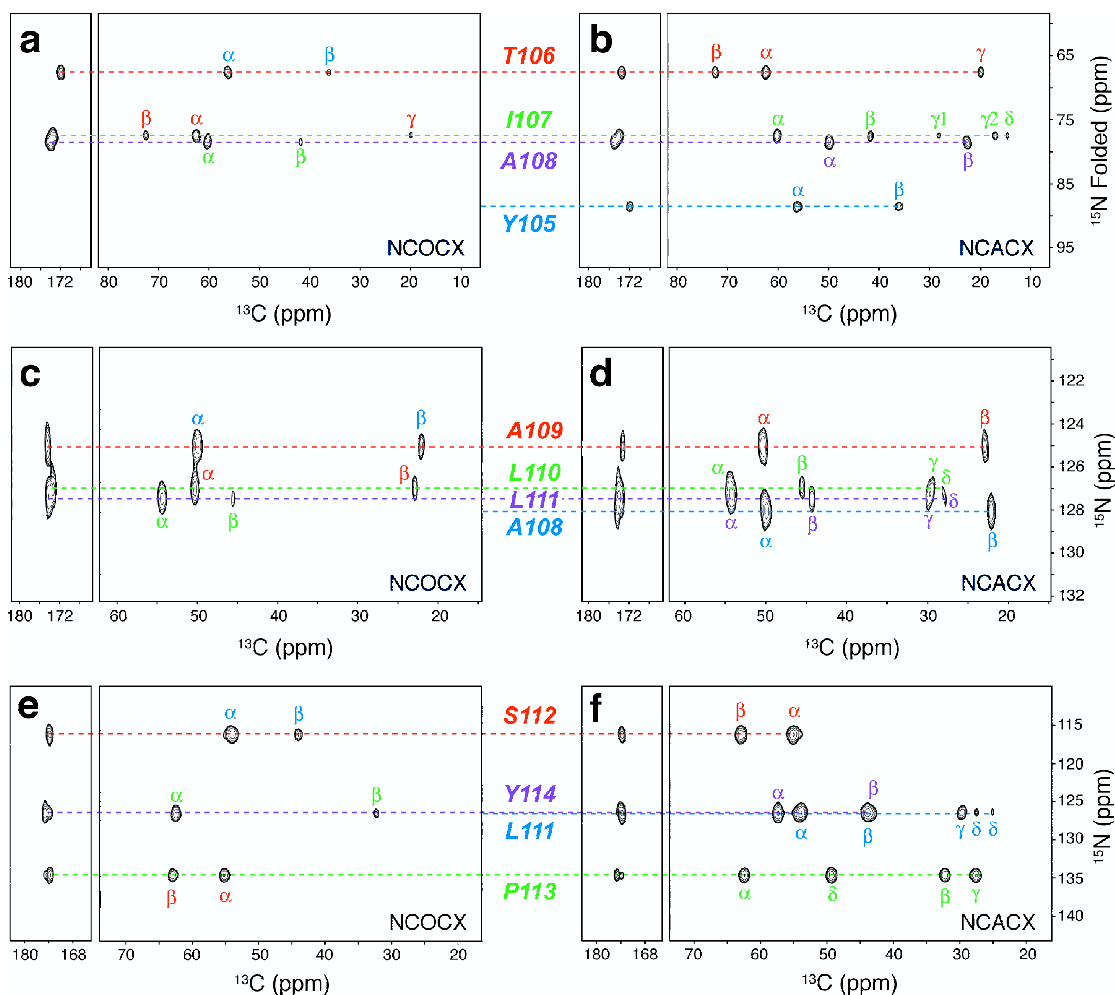 a
α
β
β
α
γ
α
β
NCOCX
180 172
80 70 60 50 40 30 20 10
¹³C (ppm)
T106
I107
A108
Y105
b
β
α
γ
α
β
γ1
γ2
δ
α
β
α
β
NCACX
180 172
80 70 60 50 40 30 20 10
¹³C (ppm)
65
75
85
95
¹⁵N Folded (ppm)
c
α
β
α
β
α
β
NCOCX
180 172
60 50 40 30 20
¹³C (ppm)
A109
L110
L111
A108
d
α
β
α
β
γ
δ
α
β
γ
δ
α
β
NCACX
180 172
60 50 40 30 20
¹³C (ppm)
122
124
126
128
130
132
¹⁵N (ppm)
e
α
β
α
β
β
α
NCOCX
180 168
70 60 50 40 30 20
¹³C (ppm)
S112
Y114
L111
P113
f
β
α
α
β
α
β
γ
δ
δ
α
δ
β
γ
NCACX
180 168
70 60 50 40 30 20
¹³C (ppm)
115
120
125
130
135
140
¹⁵N (ppm)